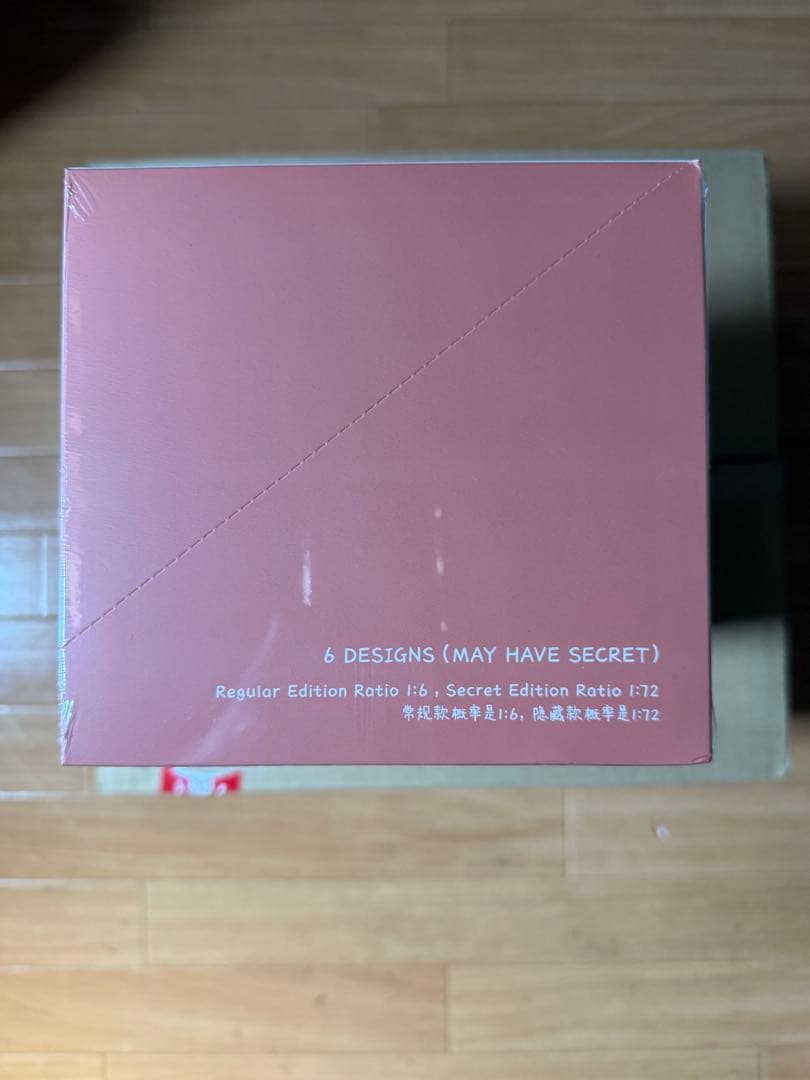 6 DESIGNS (MAY HAVE SECRET)
Regular Edition Ratio 1:6 , Secret Edition Ratio 1:72
常规款概率是1:6, 隐藏款概率是1:72